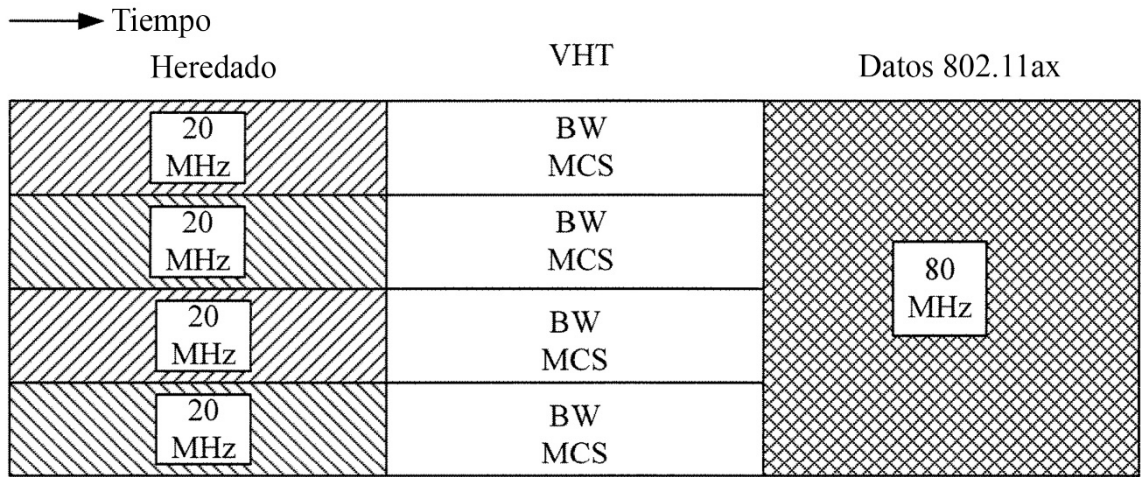 Tiempo
Heredado
VHT
Datos 802.11ax
20
MHz
BW
MCS
20
MHz
BW
MCS
80
MHz
20
MHz
BW
MCS
20
MHz
BW
MCS